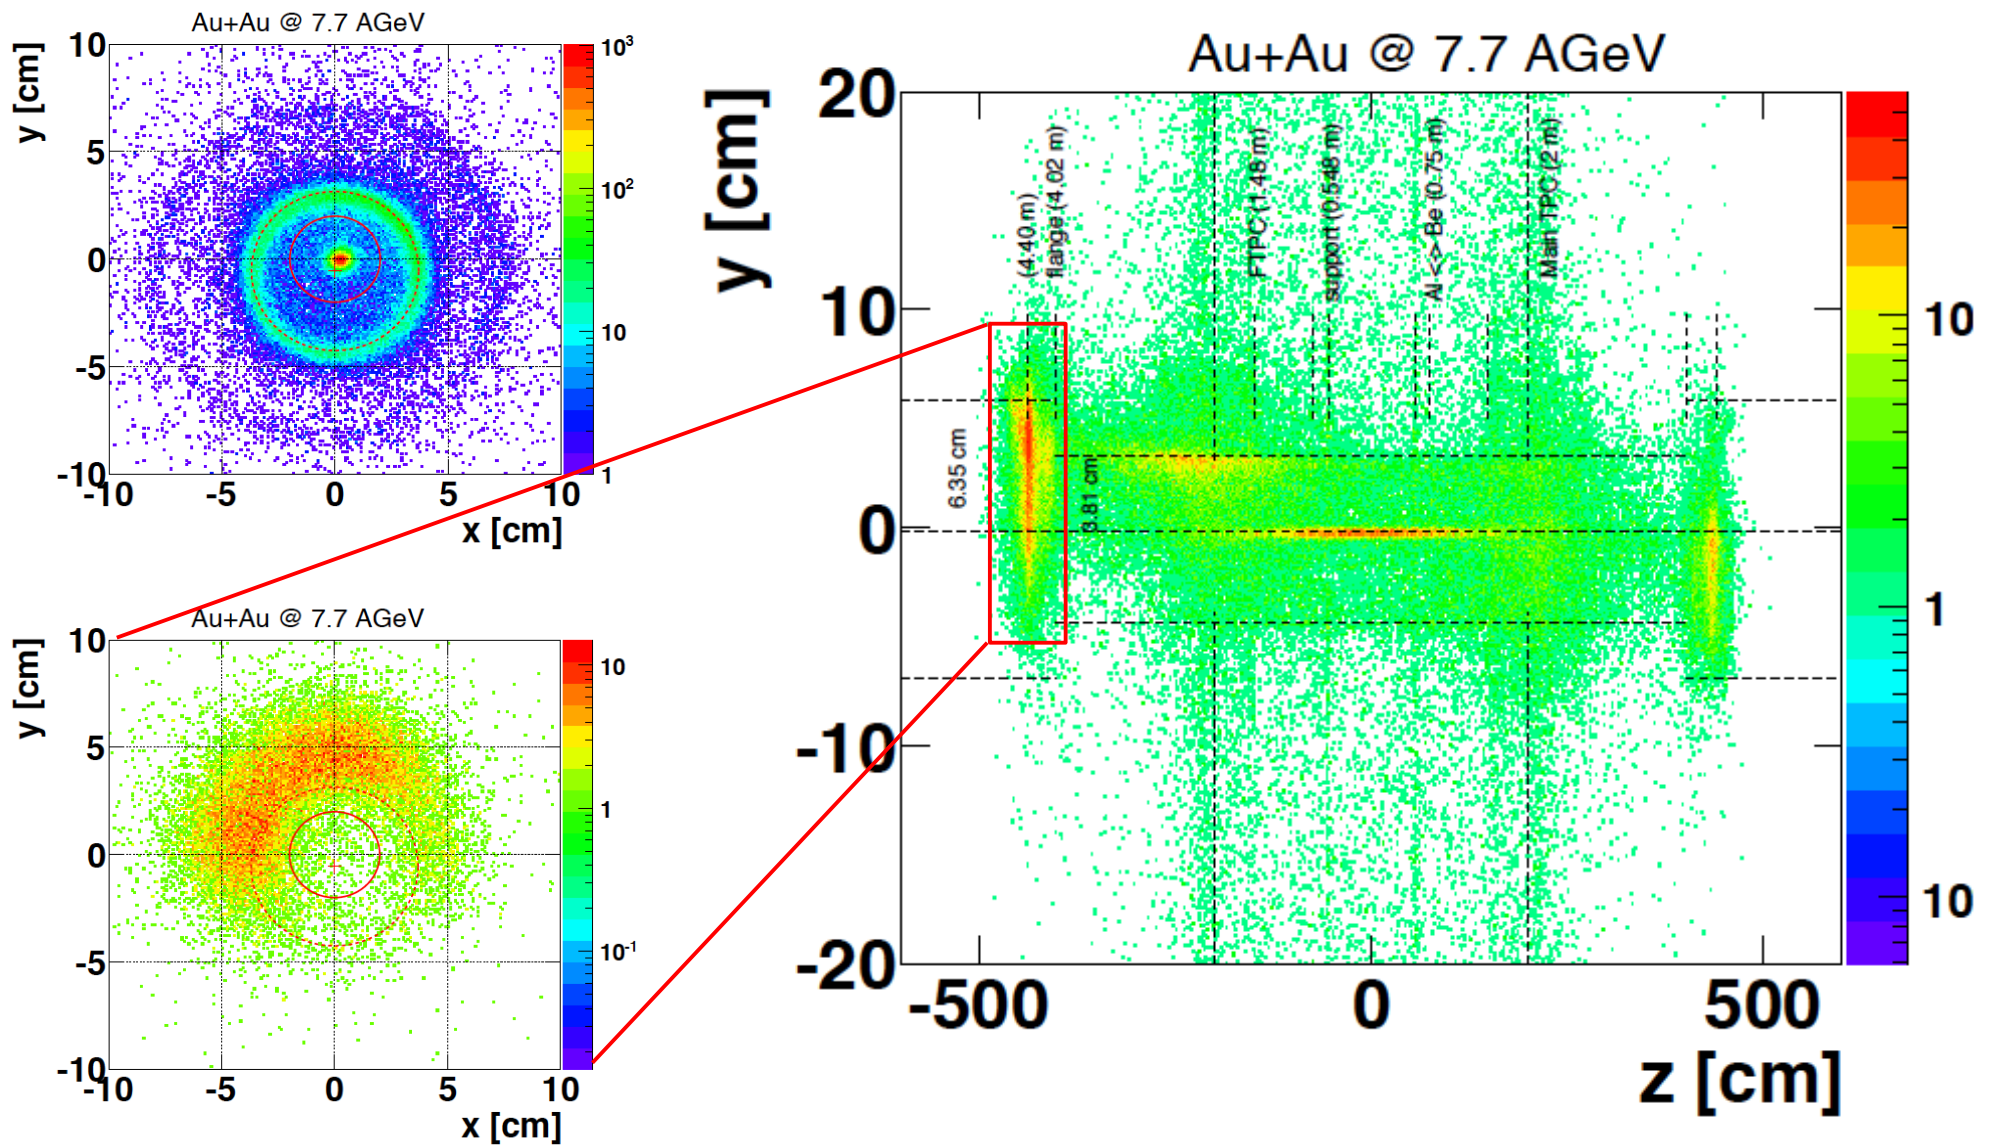 Au+Au @ 7.7 AGeV
y [cm]
10
5
0
-5
-10
-10
-5
0
5
10
x [cm]
10³
10²
10
1
Au+Au @ 7.7 AGeV
y [cm]
10
5
0
-5
-10
-10
-5
0
5
10
x [cm]
10
1
10⁻¹
Au+Au @ 7.7 AGeV
y [cm]
20
10
0
-10
-20
-500
0
500
z [cm]
(4.40 m)
flange (4.02 m)
FTPC (1.48 m)
support (0.548 m)
Al <=> Be (0.75 m)
Main TPC (2 m)
6.35 cm
3.81 cm
10
1
10